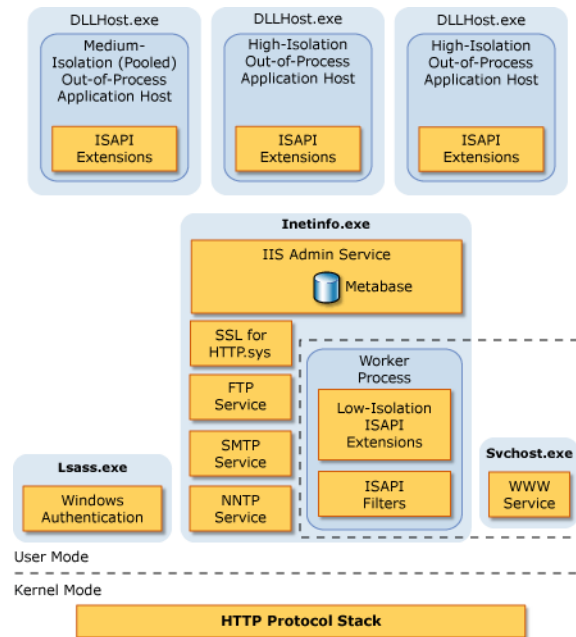 DLLHost.exe
Medium-
Isolation (Pooled)
Out-of-Process
Application Host
ISAPI
Extensions
DLLHost.exe
High-Isolation
Out-of-Process
Application Host
ISAPI
Extensions
DLLHost.exe
High-Isolation
Out-of-Process
Application Host
ISAPI
Extensions
Inetinfo.exe
IIS Admin Service
Metabase
SSL for
HTTP.sys
FTP
Service
SMTP
Service
NNTP
Service
Worker
Process
Low-Isolation
ISAPI
Extensions
ISAPI
Filters
Lsass.exe
Windows
Authentication
Svchost.exe
WWW
Service
User Mode
Kernel Mode
HTTP Protocol Stack